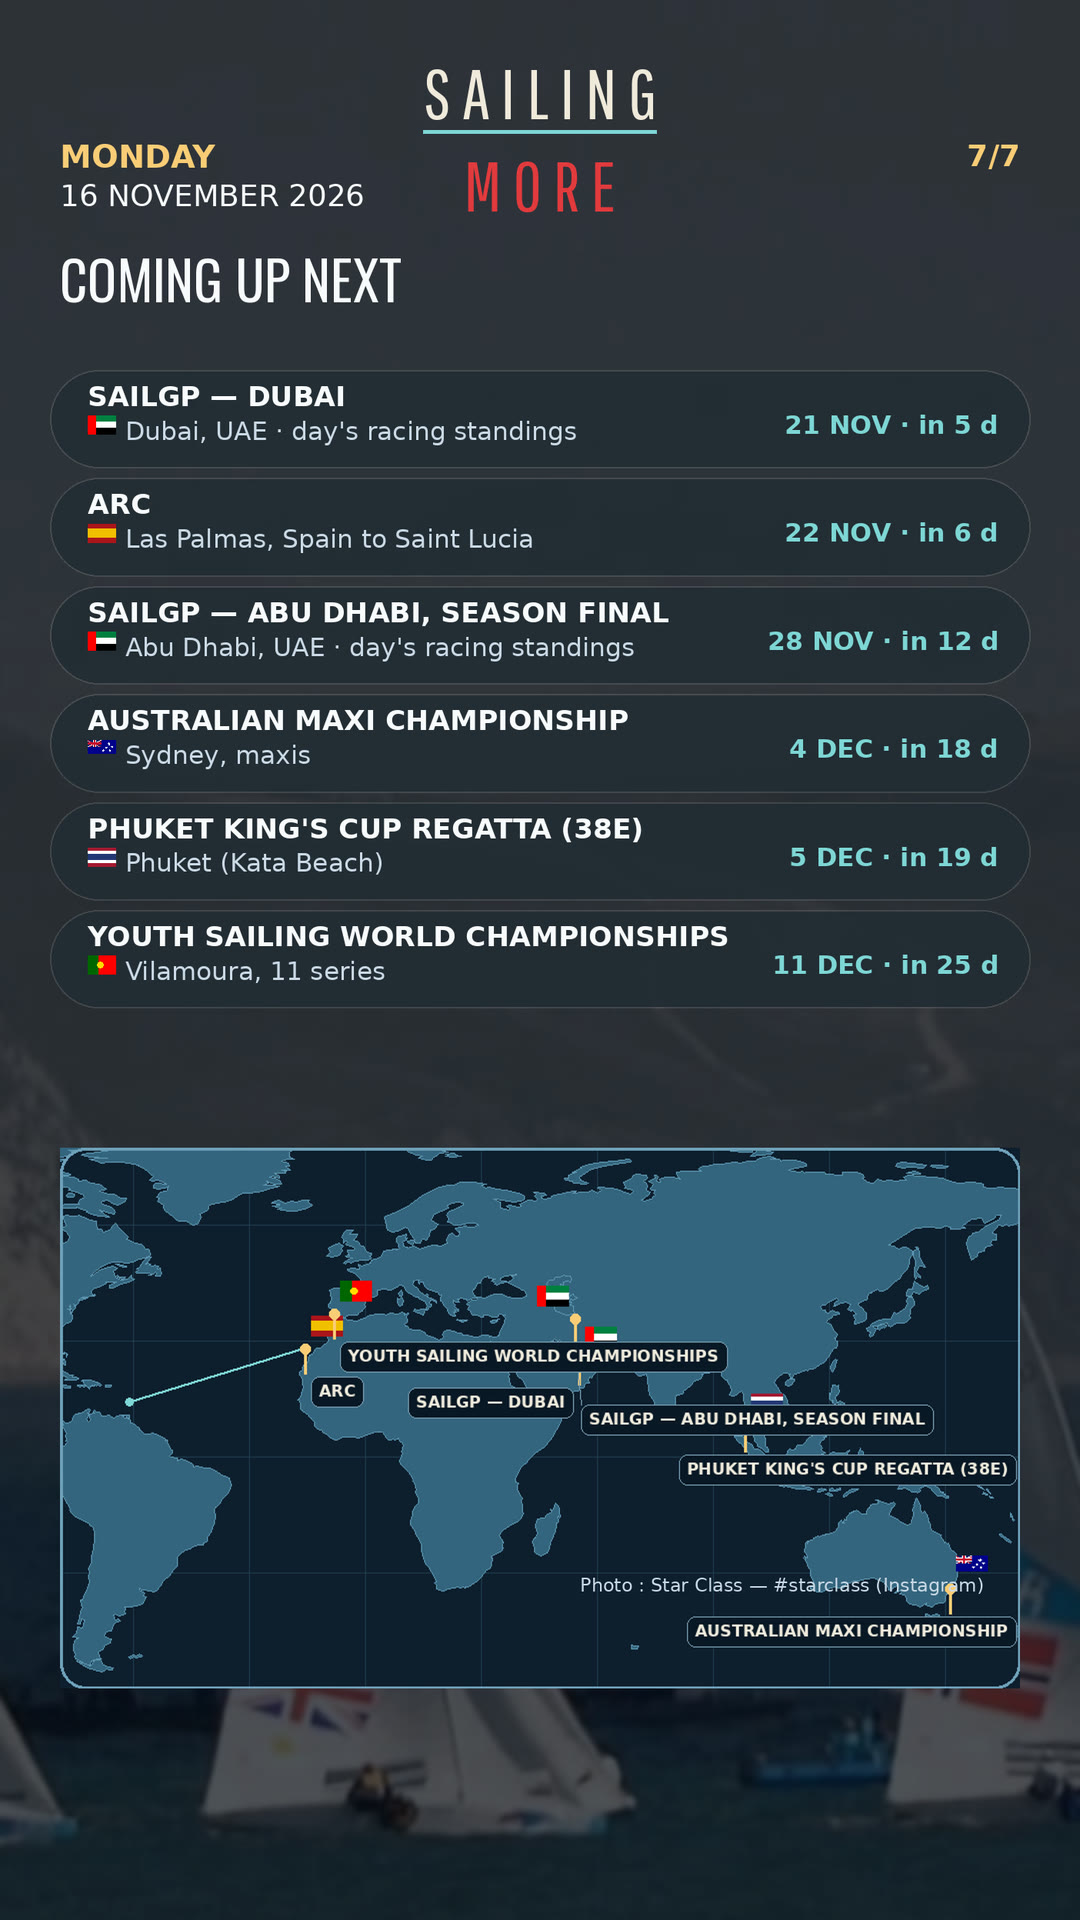 SAILING
MORE
MONDAY
16 NOVEMBER 2026
7/7
COMING UP NEXT
SAILGP — DUBAI
Dubai, UAE · day's racing standings
21 NOV · in 5 d
ARC
Las Palmas, Spain to Saint Lucia
22 NOV · in 6 d
SAILGP — ABU DHABI, SEASON FINAL
Abu Dhabi, UAE · day's racing standings
28 NOV · in 12 d
AUSTRALIAN MAXI CHAMPIONSHIP
Sydney, maxis
4 DEC · in 18 d
PHUKET KING'S CUP REGATTA (38E)
Phuket (Kata Beach)
5 DEC · in 19 d
YOUTH SAILING WORLD CHAMPIONSHIPS
Vilamoura, 11 series
11 DEC · in 25 d
YOUTH SAILING WORLD CHAMPIONSHIPS
ARC
SAILGP — DUBAI
SAILGP — ABU DHABI, SEASON FINAL
PHUKET KING'S CUP REGATTA (38E)
Photo : Star Class — #starclass (Instagram)
AUSTRALIAN MAXI CHAMPIONSHIP